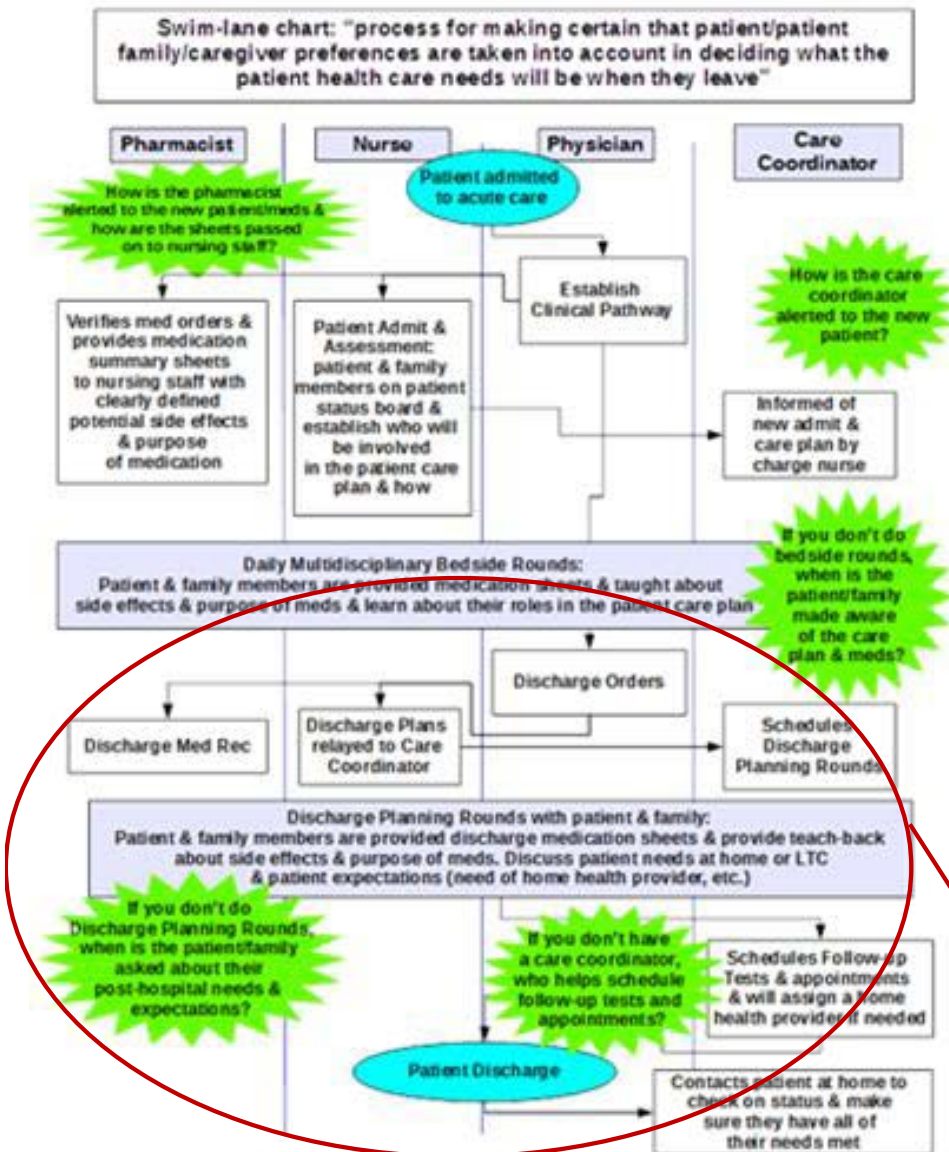 Swim-lane chart: "process for making certain that patient/patient
family/caregiver preferences are taken into account in deciding what the
patient health care needs will be when they leave"
Pharmacist
Nurse
Physician
Care
Coordinator
Patient admitted
to acute care
How is the pharmacist
alerted to the new patient/meds &
how are the sheets passed
on to nursing staff?
Establish
Clinical Pathway
How is the care
coordinator
alerted to the new
patient?
Verifies med orders &
provides medication
summary sheets
to nursing staff with
clearly defined
potential side effects
& purpose
of medication
Patient Admit &
Assessment:
patient & family
members on patient
status board &
establish who will
be involved
in the patient care
plan & how
Informed of
new admit &
care plan by
charge nurse
Daily Multidisciplinary Bedside Rounds:
Patient & family members are provided medication sheets & taught about
side effects & purpose of meds & learn about their roles in the patient care plan
If you don't do
bedside rounds,
when is the
patient/family
made aware
of the care
plan & meds?
Discharge Orders
Discharge Med Rec
Discharge Plans
relayed to Care
Coordinator
Schedules
Discharge
Planning Rounds
Discharge Planning Rounds with patient & family:
Patient & family members are provided discharge medication sheets & provide teach-back
about side effects & purpose of meds. Discuss patient needs at home or LTC
& patient expectations (need of home health provider, etc.)
If you don't do
Discharge Planning Rounds,
when is the patient/family
asked about their
post-hospital needs &
expectations?
If you don't have
a care coordinator,
who helps schedule
follow-up tests and
appointments?
Schedules Follow-up
Tests & appointments
& will assign a home
health provider if needed
Patient Discharge
Contacts patient at home to
check on status & make
sure they have all of
their needs met